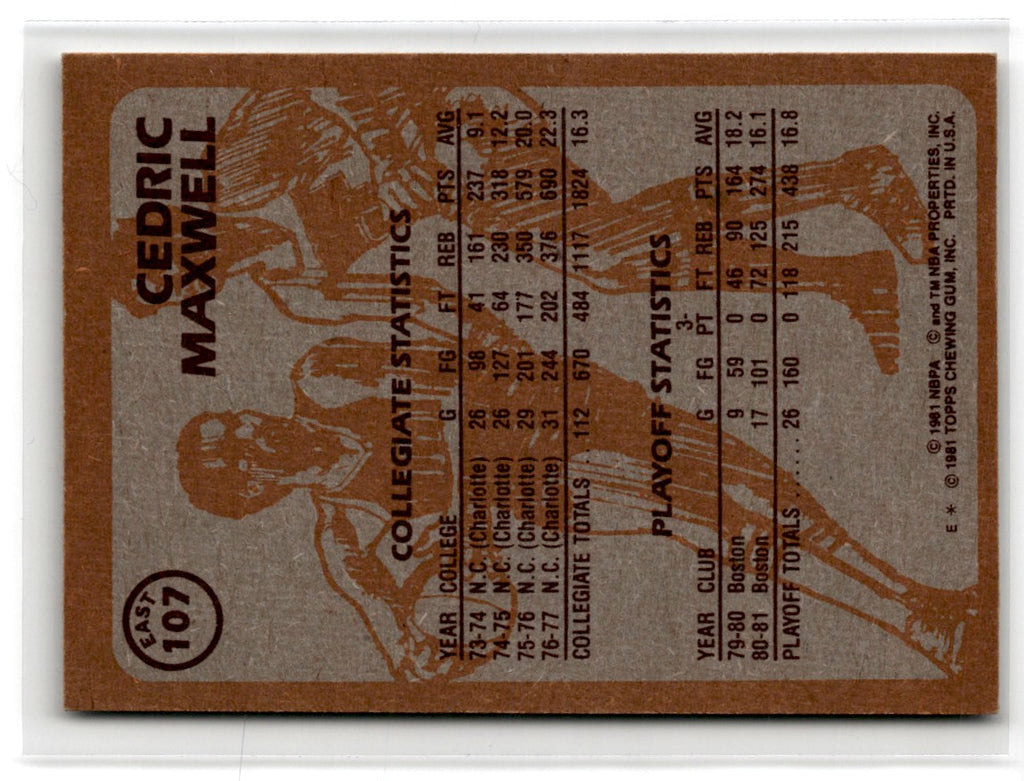 EAST
107
CEDRIC
MAXWELL
COLLEGIATE STATISTICS
YEAR COLLEGE G FG FT REB PTS AVG
73-74 N.C. (Charlotte) 26 98 41 161 237 9.1
74-75 N.C. (Charlotte) 26 127 64 230 318 12.2
75-76 N.C. (Charlotte) 29 201 177 350 579 20.0
76-77 N.C. (Charlotte) 31 244 202 376 690 22.3
COLLEGIATE TOTALS 112 670 484 1117 1824 16.3
PLAYOFF STATISTICS
3-
YEAR CLUB G FG PT FT REB PTS AVG
79-80 Boston 9 59 0 46 90 164 18.2
80-81 Boston 17 101 0 72 125 274 16.1
PLAYOFF TOTALS ....... 26 160 0 118 215 438 16.8
© 1981 NBPA © and TM NBA PROPERTIES, INC.
E * © 1981 TOPPS CHEWING GUM, INC. PRTD. IN U.S.A.